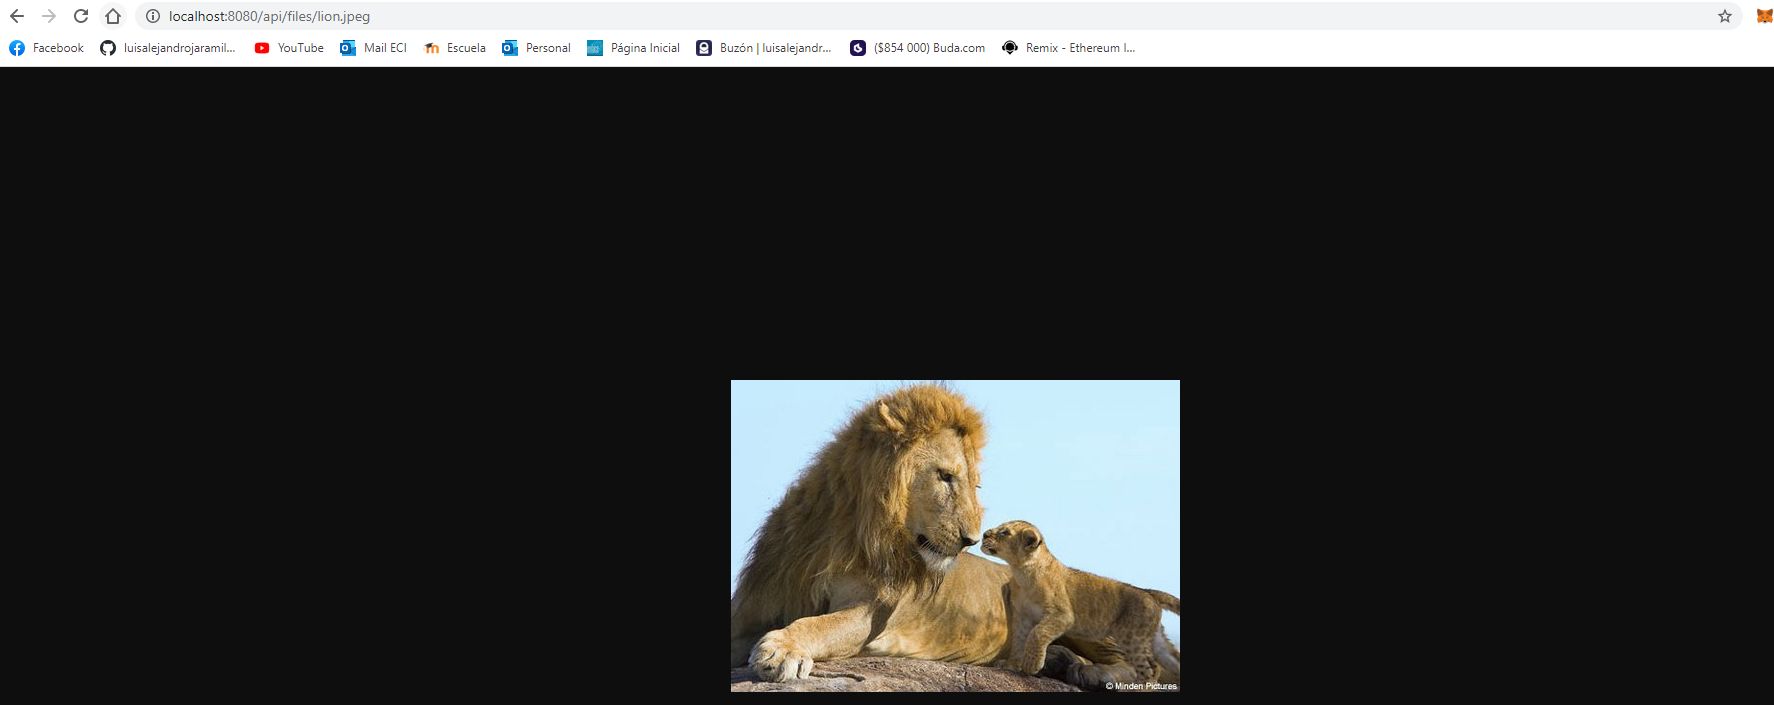 localhost:8080/api/files/lion.jpeg
Facebook luisalejandrojaramil... YouTube Mail ECI Escuela Personal Página Inicial Buzón | luisalejandr... ($854 000) Buda.com Remix - Ethereum I...
© Minden Pictures